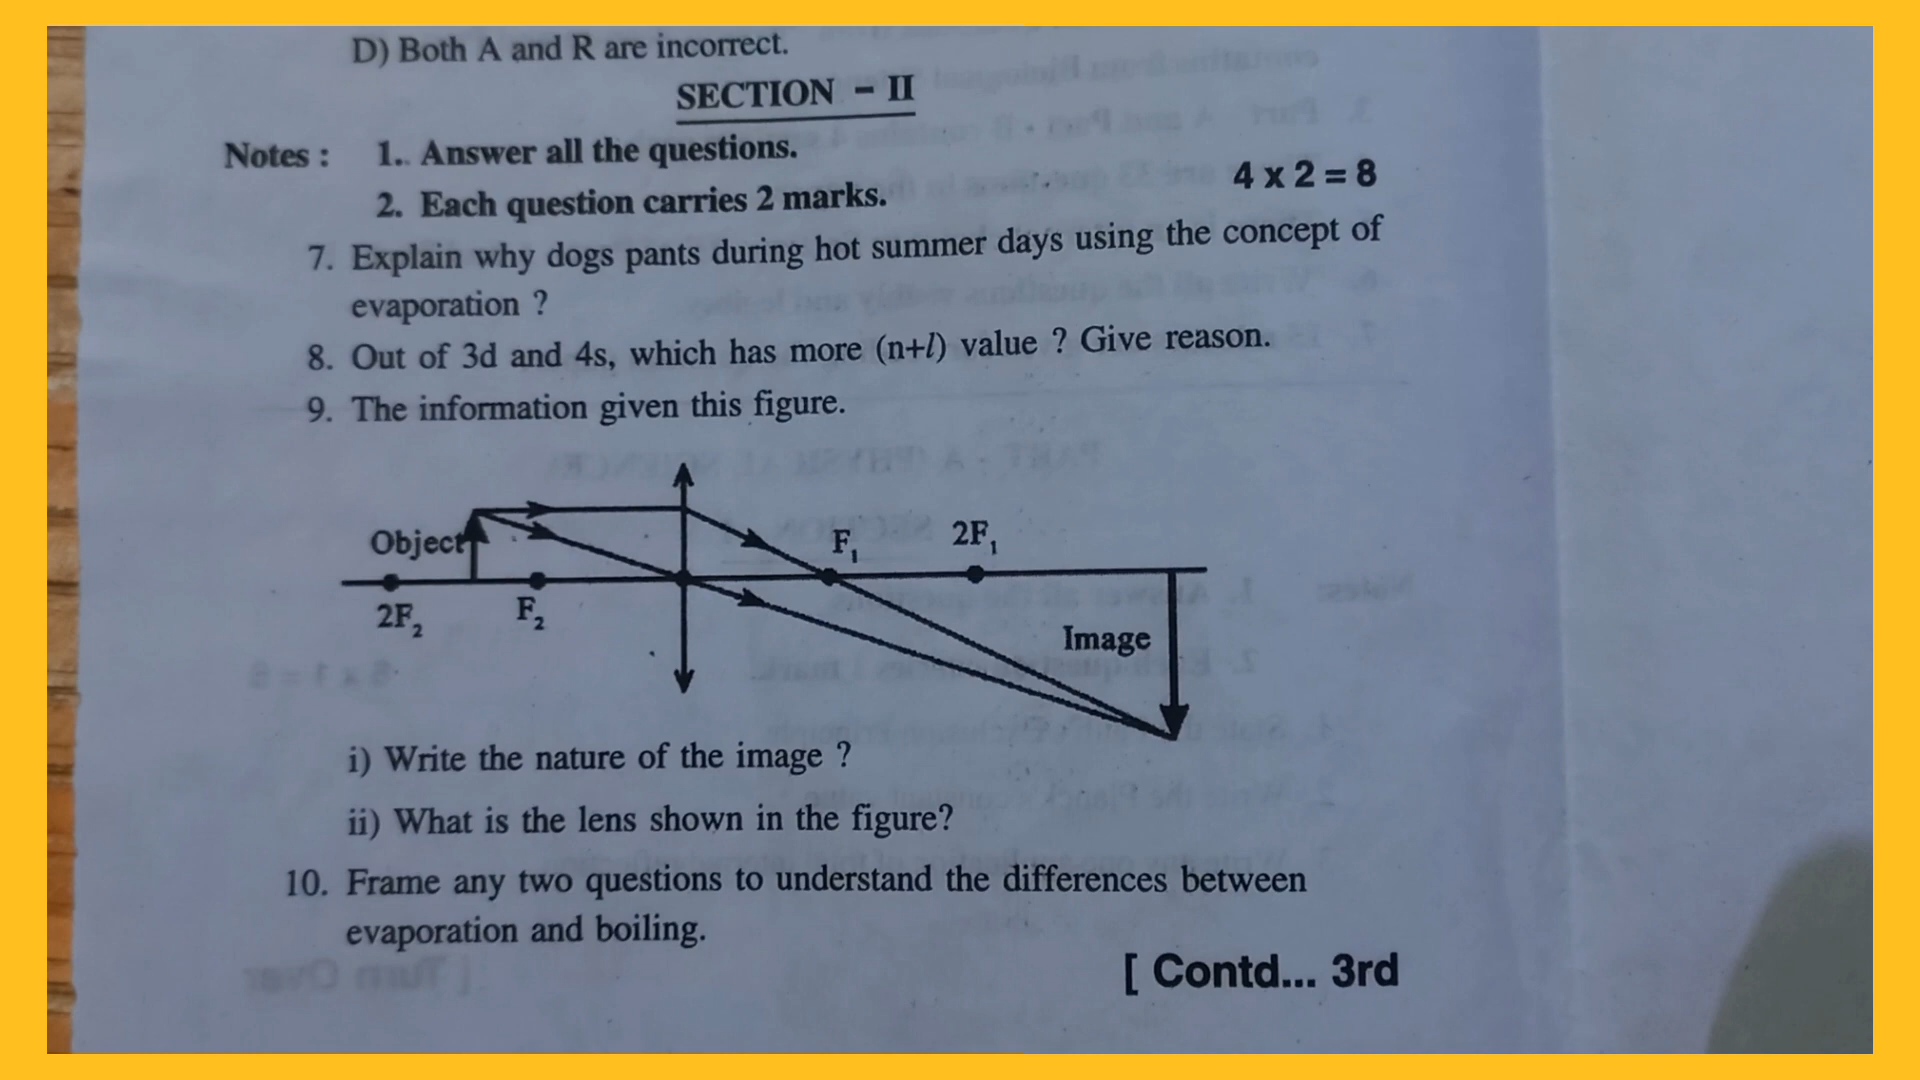 D) Both A and R are incorrect.
SECTION - II
Notes : 1. Answer all the questions.
2. Each question carries 2 marks. 4 x 2 = 8
7. Explain why dogs pants during hot summer days using the concept of
evaporation ?
8. Out of 3d and 4s, which has more (n+l) value ? Give reason.
9. The information given this figure.
Object
F₁
2F₁
2F₂
F₂
Image
i) Write the nature of the image ?
ii) What is the lens shown in the figure?
10. Frame any two questions to understand the differences between
evaporation and boiling.
[ Contd... 3rd